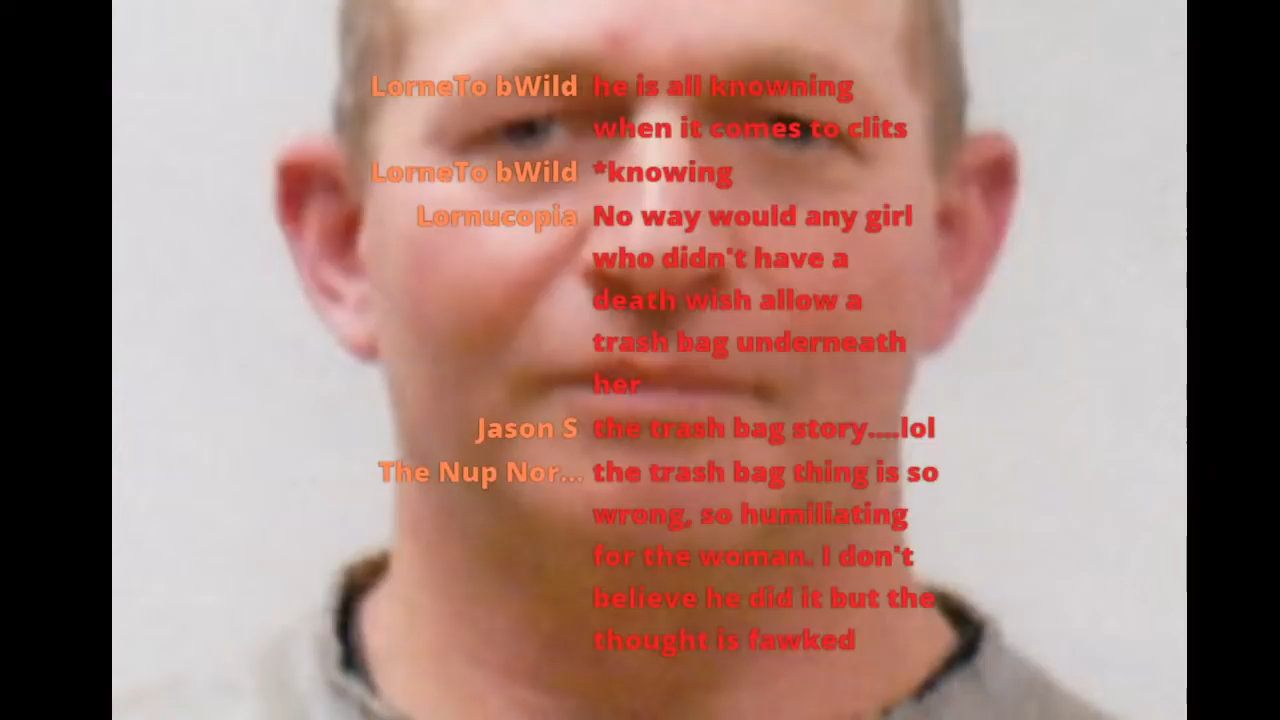 LorneTo bWild he is all knowning
when it comes to clits
LorneTo bWild *knowing
Lornucopia No way would any girl
who didn't have a
death wish allow a
trash bag underneath
her
Jason S the trash bag story....lol
The Nup Nor... the trash bag thing is so
wrong, so humiliating
for the woman. I don't
believe he did it but the
thought is fawked